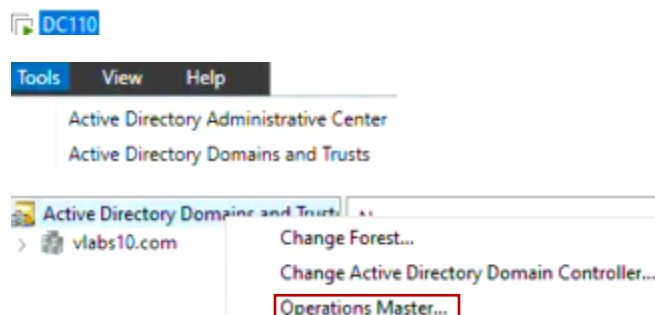 DC110
Tools View Help
Active Directory Administrative Center
Active Directory Domains and Trusts
Active Directory Domains and Trusts
vlabs10.com
Change Forest...
Change Active Directory Domain Controller...
Operations Master...